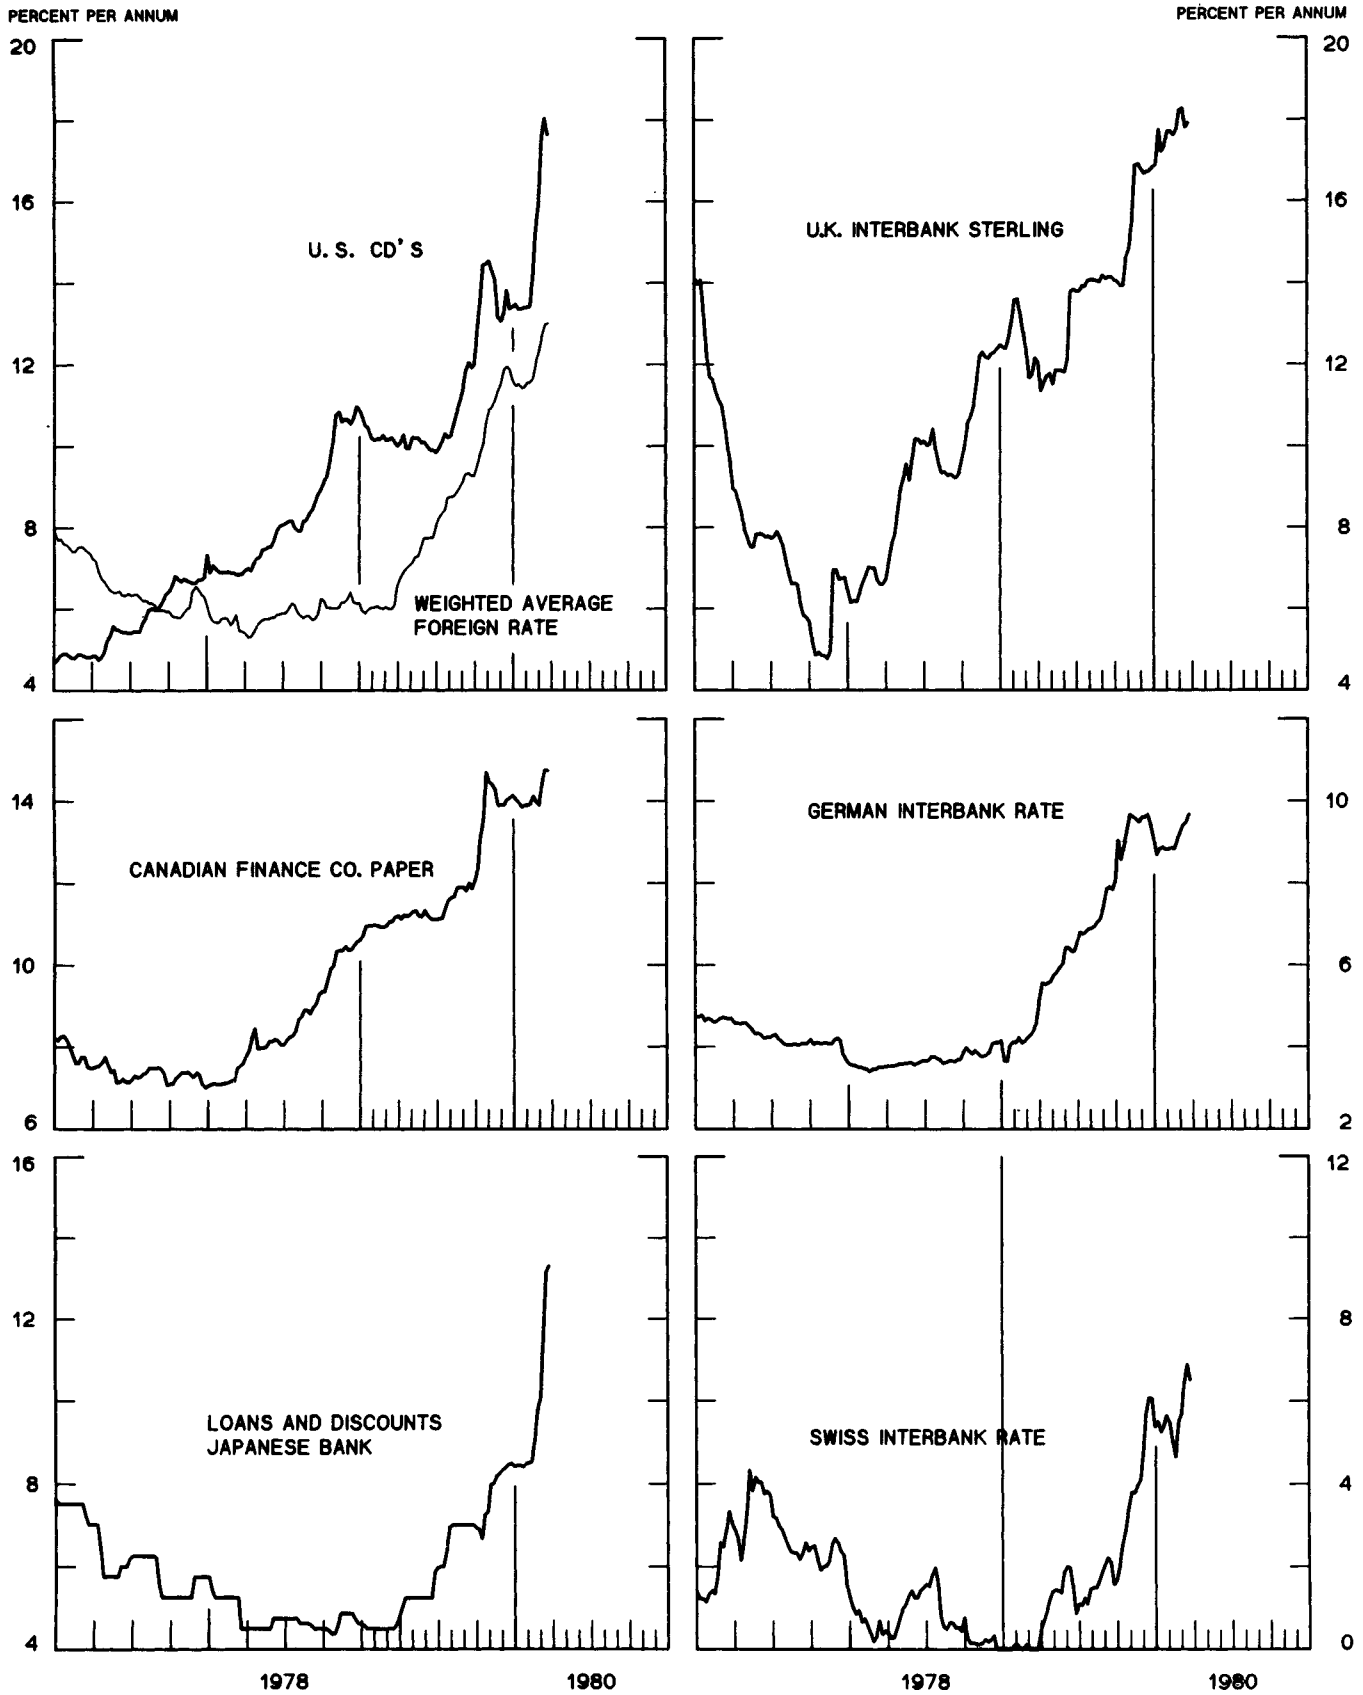 PERCENT PER ANNUM
PERCENT PER ANNUM
20
16
12
8
4
U.S. CD'S
WEIGHTED AVERAGE
FOREIGN RATE
20
16
12
8
4
U.K. INTERBANK STERLING
14
10
6
CANADIAN FINANCE CO. PAPER
10
6
2
GERMAN INTERBANK RATE
16
12
8
4
LOANS AND DISCOUNTS
JAPANESE BANK
12
8
4
0
SWISS INTERBANK RATE
1978
1980
1978
1980